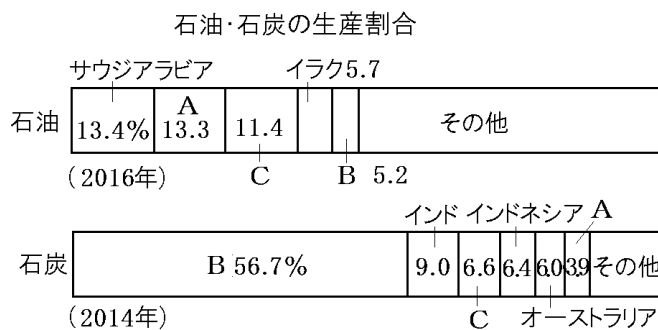 石油・石炭の生産割合
サウジアラビア イラク5.7
石油 13.4% A 13.3 11.4 その他
(2016年) C B 5.2
インド インドネシア A
石炭 B 56.7% 9.0 6.6 6.4 6.0 3.9 その他
(2014年) C オーストラリア